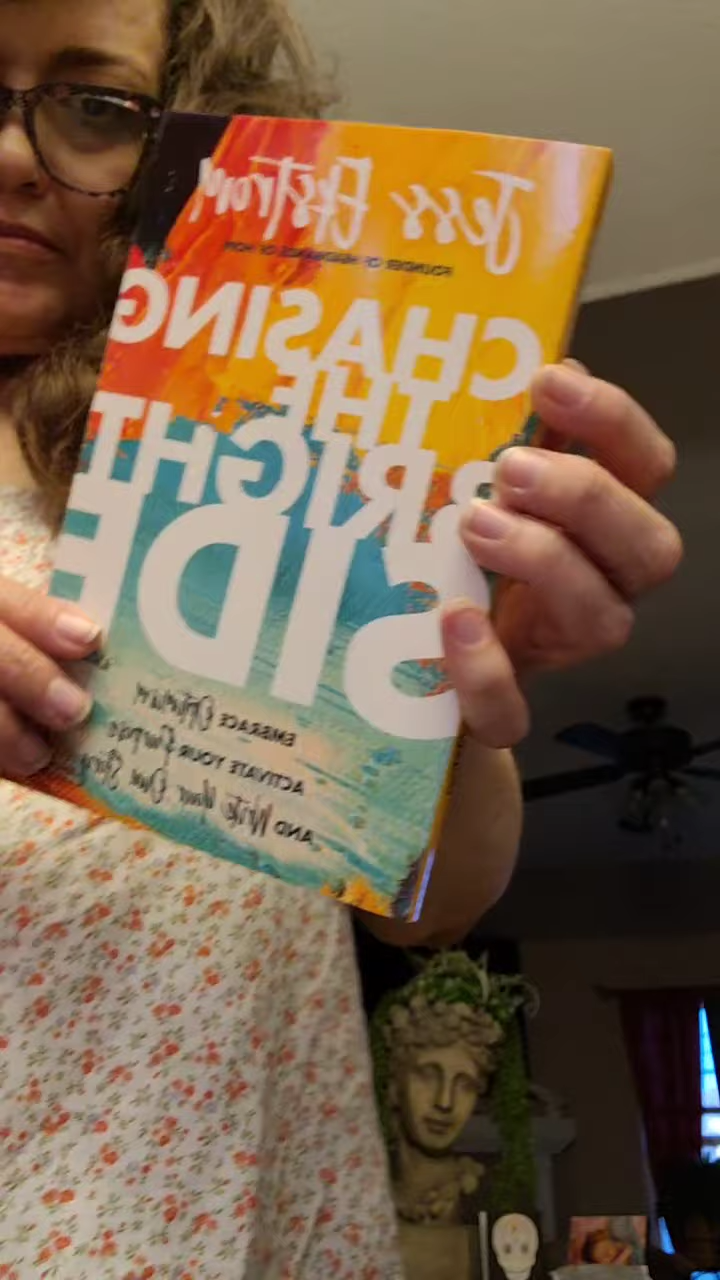 Jess Ekstrom
FOUNDER OF HEADBANDS OF HOPE
CHASING
THE
BRIGHT
SIDE
EMBRACE Optimism
ACTIVATE YOUR Purpose
AND Write Your Own Story